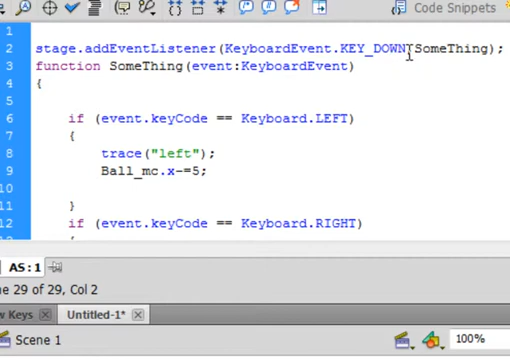 Code Snippets
1
2 stage.addEventListener(KeyboardEvent.KEY_DOWN,SomeThing);
3 function SomeThing(event:KeyboardEvent)
4 {
5
6 if (event.keyCode == Keyboard.LEFT)
7 {
8 trace("left");
9 Ball_mc.x-=5;
10
11 }
12 if (event.keyCode == Keyboard.RIGHT)
{
AS:1
ne 29 of 29, Col 2
w Keys
Untitled-1*
Scene 1
100%